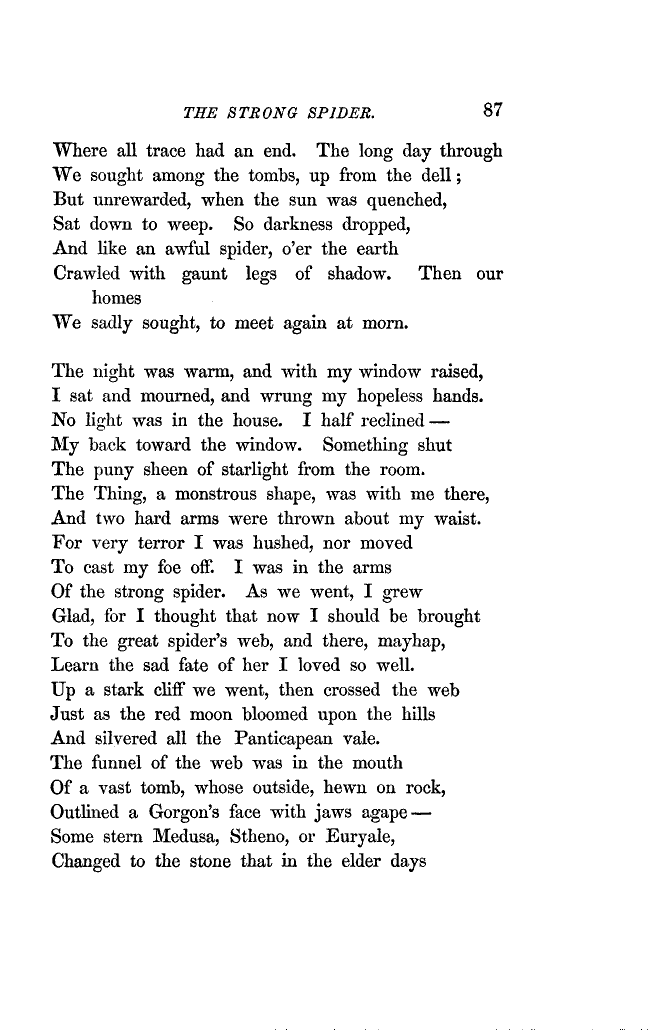 THE STRONG SPIDER. 87
Where all trace had an end. The long day through
We sought among the tombs, up from the dell;
But unrewarded, when the sun was quenched,
Sat down to weep. So darkness dropped,
And like an awful spider, o'er the earth
Crawled with gaunt legs of shadow. Then our
homes
We sadly sought, to meet again at morn.
The night was warm, and with my window raised,
I sat and mourned, and wrung my hopeless hands.
No light was in the house. I half reclined —
My back toward the window. Something shut
The puny sheen of starlight from the room.
The Thing, a monstrous shape, was with me there,
And two hard arms were thrown about my waist.
For very terror I was hushed, nor moved
To cast my foe off. I was in the arms
Of the strong spider. As we went, I grew
Glad, for I thought that now I should be brought
To the great spider's web, and there, mayhap,
Learn the sad fate of her I loved so well.
Up a stark cliff we went, then crossed the web
Just as the red moon bloomed upon the hills
And silvered all the Panticapean vale.
The funnel of the web was in the mouth
Of a vast tomb, whose outside, hewn on rock,
Outlined a Gorgon's face with jaws agape —
Some stern Medusa, Stheno, or Euryale,
Changed to the stone that in the elder days